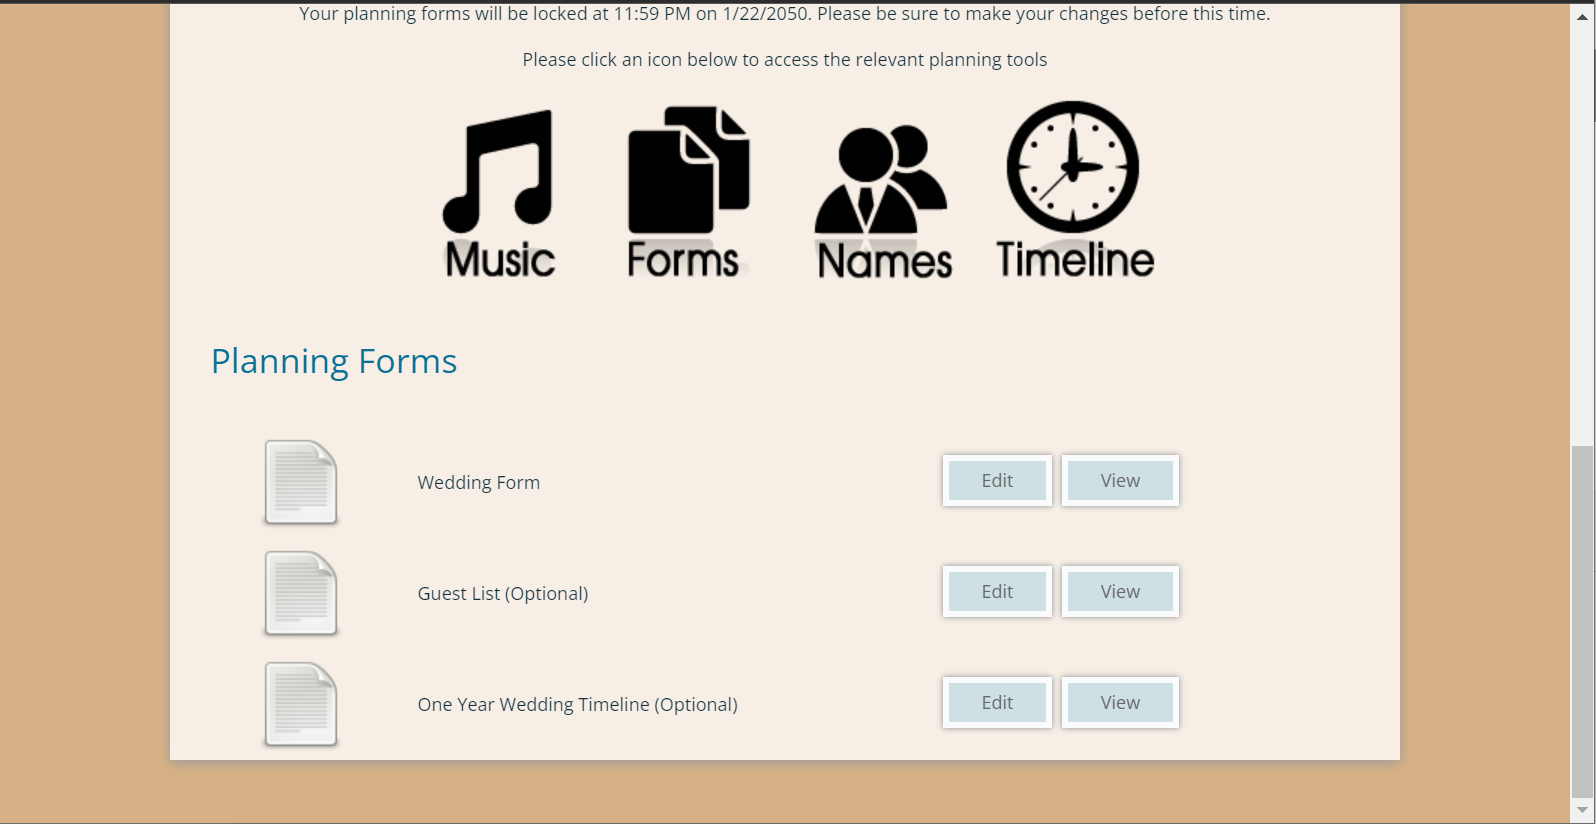 Your planning forms will be locked at 11:59 PM on 1/22/2050. Please be sure to make your changes before this time.
Please click an icon below to access the relevant planning tools
Music Forms Names Timeline
Planning Forms
Wedding Form Edit View
Guest List (Optional) Edit View
One Year Wedding Timeline (Optional) Edit View